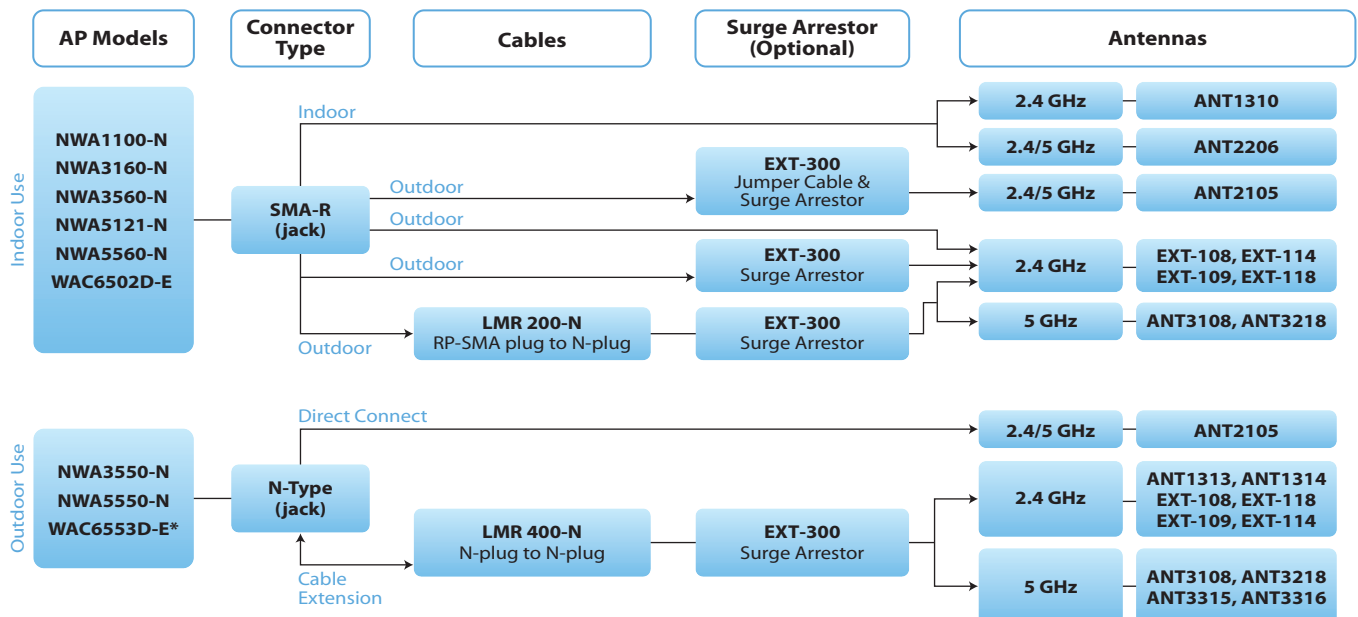 AP Models
Connector
Type
Cables
Surge Arrestor
(Optional)
Antennas
Indoor Use
NWA1100-N
NWA3160-N
NWA3560-N
NWA5121-N
NWA5560-N
WAC6502D-E
SMA-R
(jack)
Indoor
2.4 GHz
ANT1310
2.4/5 GHz
ANT2206
Outdoor
EXT-300
Jumper Cable &
Surge Arrestor
2.4/5 GHz
ANT2105
Outdoor
Outdoor
EXT-300
Surge Arrestor
2.4 GHz
EXT-108, EXT-114
EXT-109, EXT-118
Outdoor
LMR 200-N
RP-SMA plug to N-plug
EXT-300
Surge Arrestor
5 GHz
ANT3108, ANT3218
Outdoor Use
NWA3550-N
NWA5550-N
WAC6553D-E*
N-Type
(jack)
Direct Connect
2.4/5 GHz
ANT2105
Cable
Extension
LMR 400-N
N-plug to N-plug
EXT-300
Surge Arrestor
2.4 GHz
ANT1313, ANT1314
EXT-108, EXT-118
EXT-109, EXT-114
5 GHz
ANT3108, ANT3218
ANT3315, ANT3316